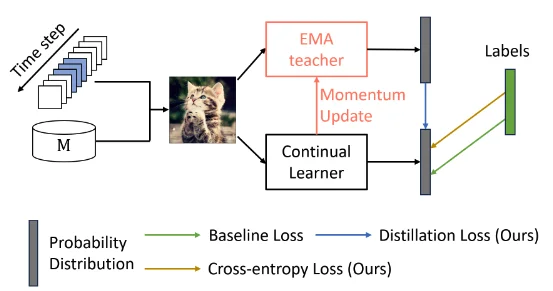 Time step
M
EMA
teacher
Momentum
Update
Continual
Learner
Labels
Probability
Distribution
Baseline Loss
Distillation Loss (Ours)
Cross-entropy Loss (Ours)